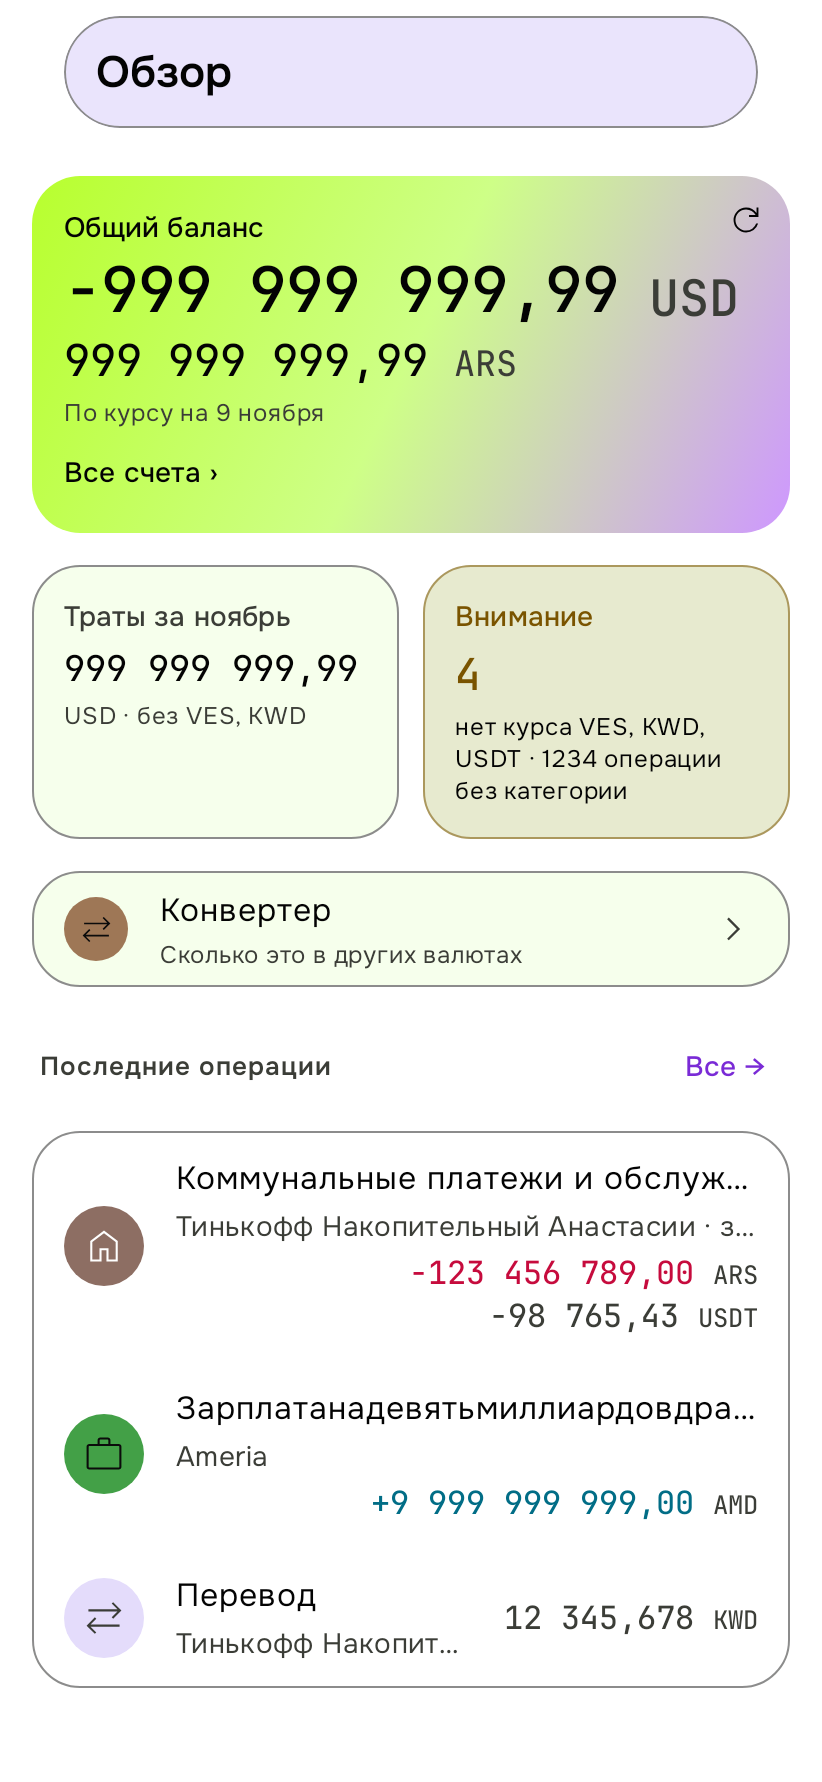 Обзор
Общий баланс
-999 999 999,99 USD
999 999 999,99 ARS
По курсу на 9 ноября
Все счета ›
Траты за ноябрь
999 999 999,99
USD · без VES, KWD
Внимание
4
нет курса VES, KWD,
USDT · 1234 операции
без категории
Конвертер
Сколько это в других валютах
Последние операции
Все →
Коммунальные платежи и обслуж…
Тинькофф Накопительный Анастасии · з…
-123 456 789,00 ARS
-98 765,43 USDT
Зарплатанадевятьмиллиардовдра…
Ameria
+9 999 999 999,00 AMD
Перевод
12 345,678 KWD
Тинькофф Накопит…